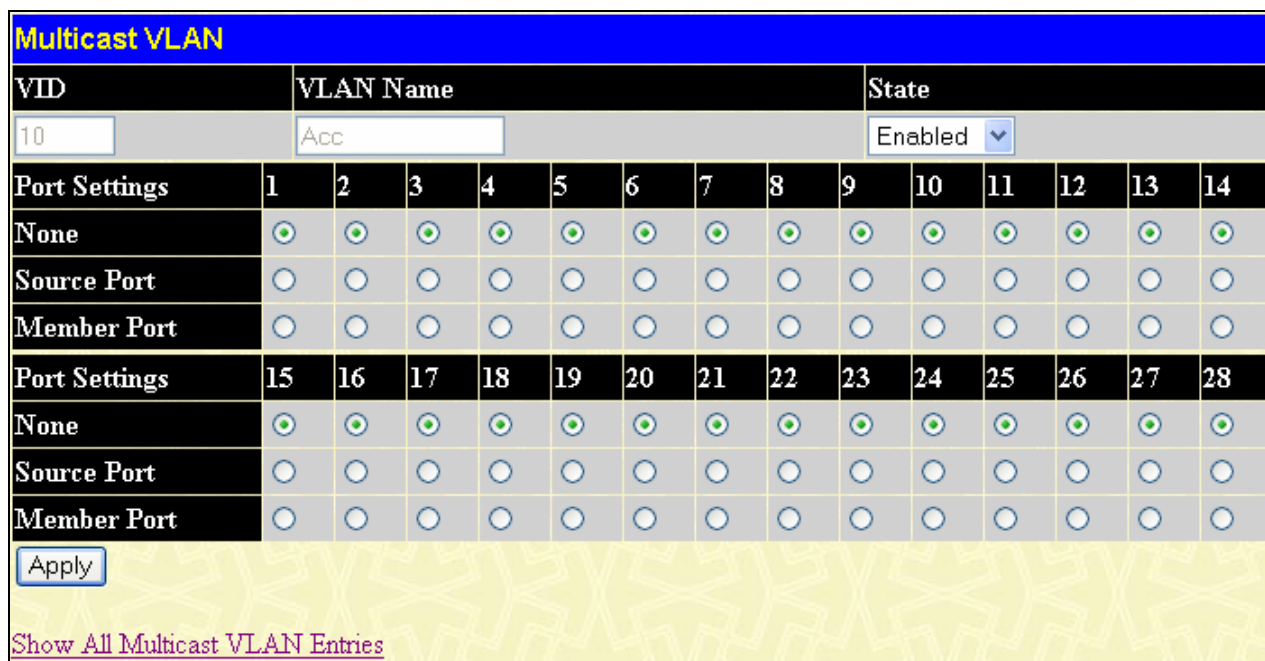 Multicast VLAN
VID VLAN Name State
10 Acc Enabled
Port Settings 1 2 3 4 5 6 7 8 9 10 11 12 13 14
None
Source Port
Member Port
Port Settings 15 16 17 18 19 20 21 22 23 24 25 26 27 28
None
Source Port
Member Port
Apply
Show All Multicast VLAN Entries